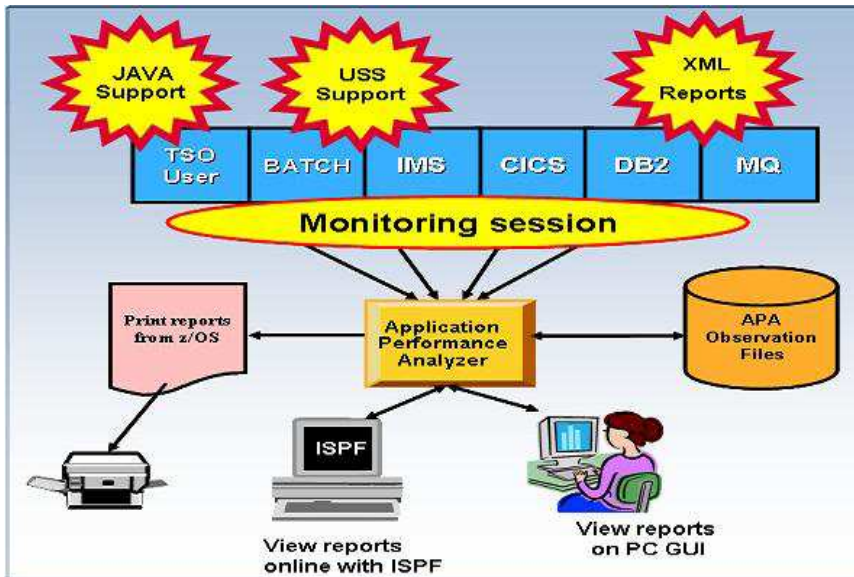 JAVA
Support
USS
Support
XML
Reports
TSO
User
BATCH
IMS
CICS
DB2
MQ
Monitoring session
Print reports
from z/OS
Application
Performance
Analyzer
APA
Observation
Files
ISPF
View reports
online with ISPF
View reports
on PC GUI